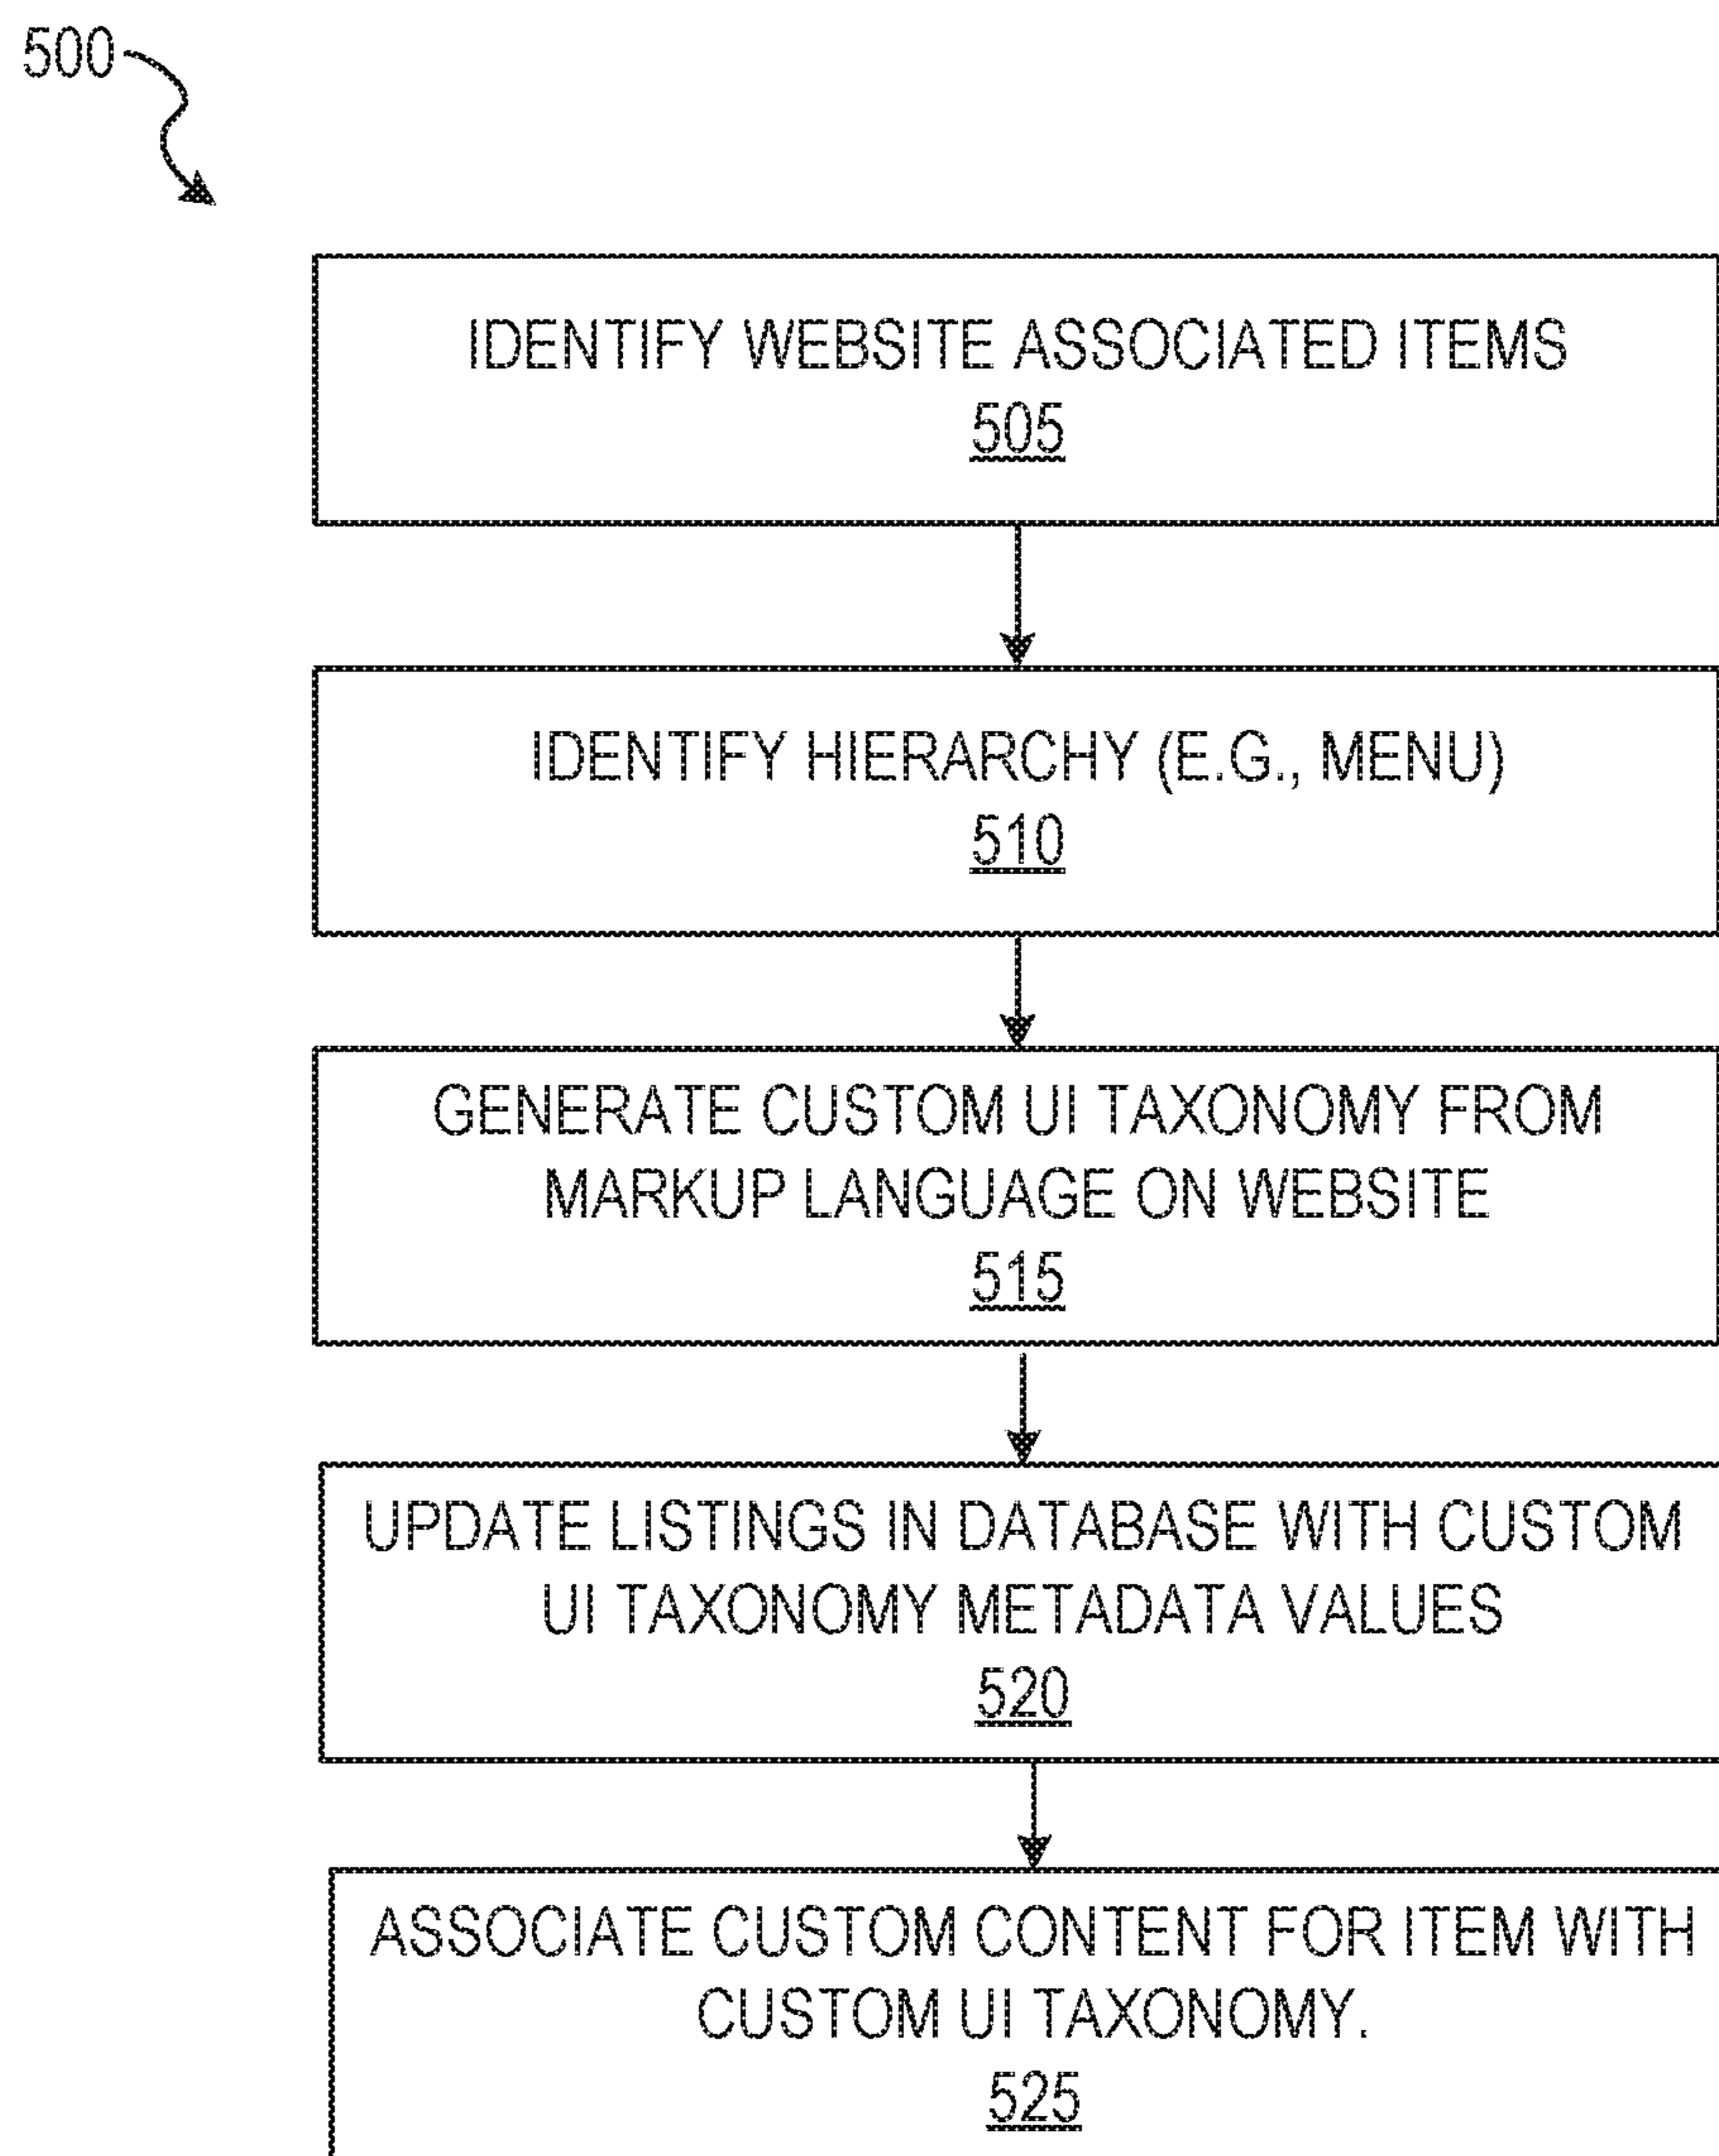 500
IDENTIFY WEBSITE ASSOCIATED ITEMS
505
IDENTIFY HIERARCHY (E.G., MENU)
510
GENERATE CUSTOM UI TAXONOMY FROM
MARKUP LANGUAGE ON WEBSITE
515
UPDATE LISTINGS IN DATABASE WITH CUSTOM
UI TAXONOMY METADATA VALUES
520
ASSOCIATE CUSTOM CONTENT FOR ITEM WITH
CUSTOM UI TAXONOMY.
525